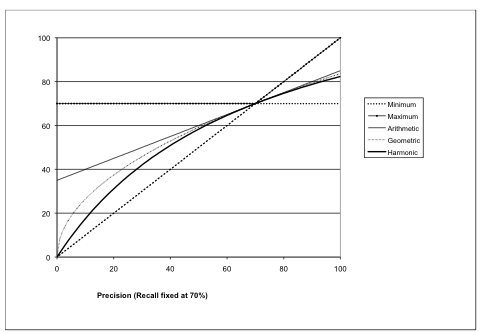 100
80
60
40
20
0
0 20 40 60 80 100
Precision (Recall fixed at 70%)
Minimum
Maximum
Arithmetic
Geometric
Harmonic